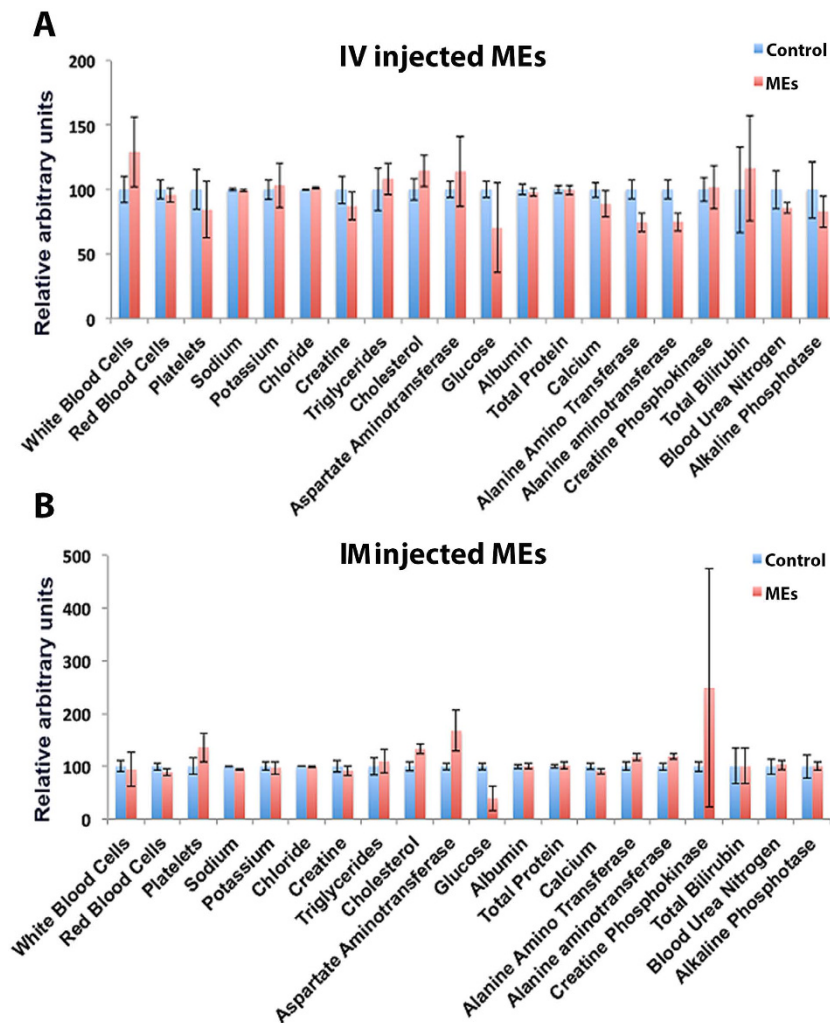 A
IV injected MEs
Control
MEs
Relative arbitrary units
200
150
100
50
0
White Blood Cells
Red Blood Cells
Platelets
Sodium
Potassium
Chloride
Creatine
Triglycerides
Cholesterol
Aspartate Aminotransferase
Glucose
Albumin
Total Protein
Calcium
Alanine Amino Transferase
Alanine aminotransferase
Creatine Phosphokinase
Total Bilirubin
Blood Urea Nitrogen
Alkaline Phosphotase
B
IM injected MEs
Control
MEs
Relative arbitrary units
500
400
300
200
100
0
White Blood Cells
Red Blood Cells
Platelets
Sodium
Potassium
Chloride
Creatine
Triglycerides
Cholesterol
Aspartate Aminotransferase
Glucose
Albumin
Total Protein
Calcium
Alanine Amino Transferase
Alanine aminotransferase
Creatine Phosphokinase
Total Bilirubin
Blood Urea Nitrogen
Alkaline Phosphotase